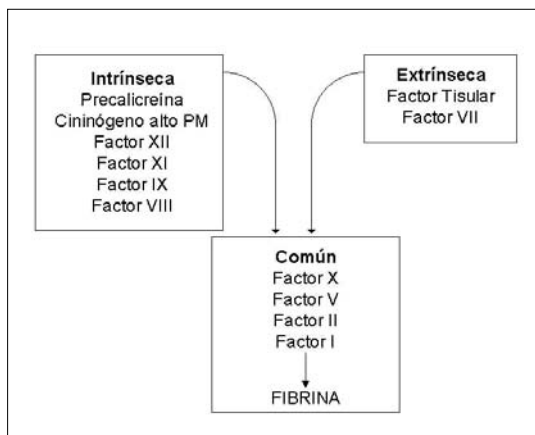 Intrínseca
Precalicreína
Cininógeno alto PM
Factor XII
Factor XI
Factor IX
Factor VIII
Extrínseca
Factor Tisular
Factor VII
Común
Factor X
Factor V
Factor II
Factor I
FIBRINA